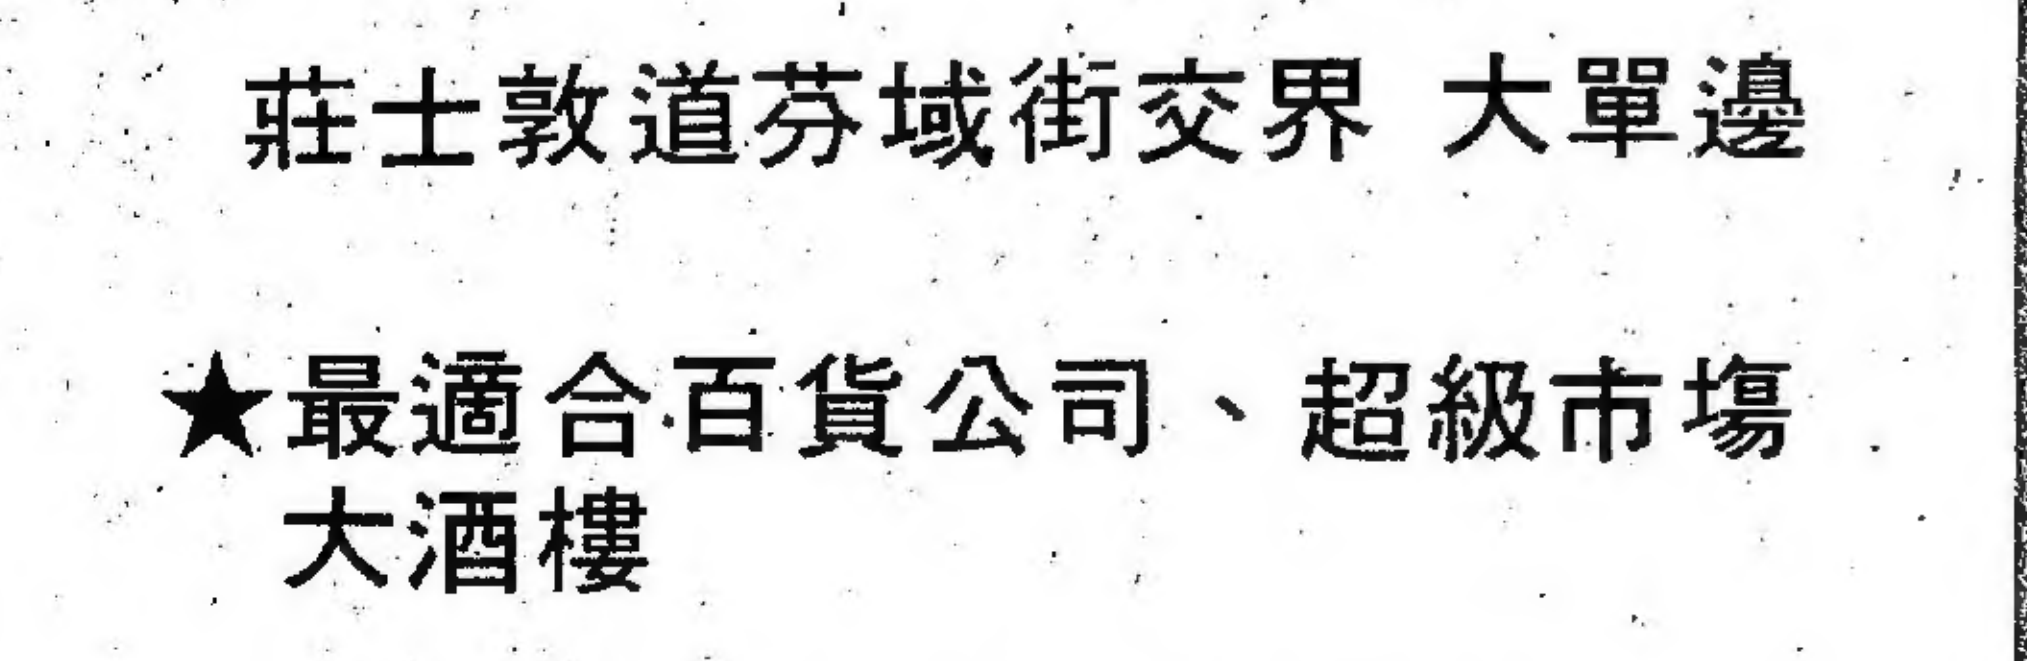 莊士敦道芬域街交界 大單邊
★最適合百貨公司、超級市塲
大酒樓